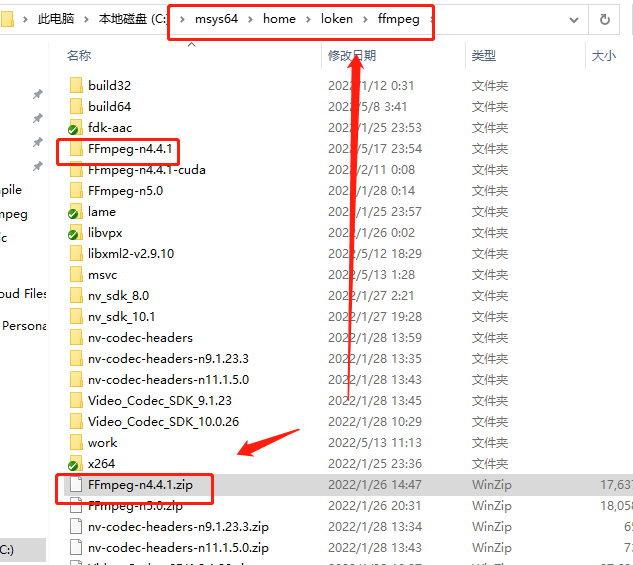 此电脑 › 本地磁盘 (C:) › msys64 › home › loken › ffmpeg
名称 修改日期 类型 大小
build32 2022/1/12 0:31 文件夹
build64 2022/5/8 3:41 文件夹
fdk-aac 2022/1/25 23:53 文件夹
FFmpeg-n4.4.1 2022/5/17 23:54 文件夹
FFmpeg-n4.4.1-cuda 2022/2/11 0:08 文件夹
FFmpeg-n5.0 2022/1/28 0:14 文件夹
pile
lame 2022/1/25 23:57 文件夹
mpeg
libvpx 2022/1/26 0:02 文件夹
ic
libxml2-v2.9.10 2022/5/12 18:29 文件夹
msvc 2022/5/13 1:28 文件夹
nv_sdk_8.0 2022/1/27 2:21 文件夹
oud Files
nv_sdk_10.1 2022/1/27 19:28 文件夹
Persona
nv-codec-headers 2022/1/28 13:34 文件夹
nv-codec-headers-n9.1.23.3 2022/1/28 13:35 文件夹
nv-codec-headers-n11.1.5.0 2022/1/28 13:59 文件夹
Video_Codec_SDK_9.1.23 2022/1/28 13:45 文件夹
Video_Codec_SDK_10.0.26 2022/1/28 10:29 文件夹
work 2022/5/13 11:13 文件夹
x264 2022/1/25 23:36 文件夹
FFmpeg-n4.4.1.zip 2022/1/26 14:47 WinZip 17,637
FFmpeg-n5.0.zip 2022/1/26 20:31 WinZip 18,058
nv-codec-headers-n9.1.23.3.zip 2022/1/28 13:34 WinZip 65
C:)
nv-codec-headers-n11.1.5.0.zip 2022/1/28 13:43 WinZip 73